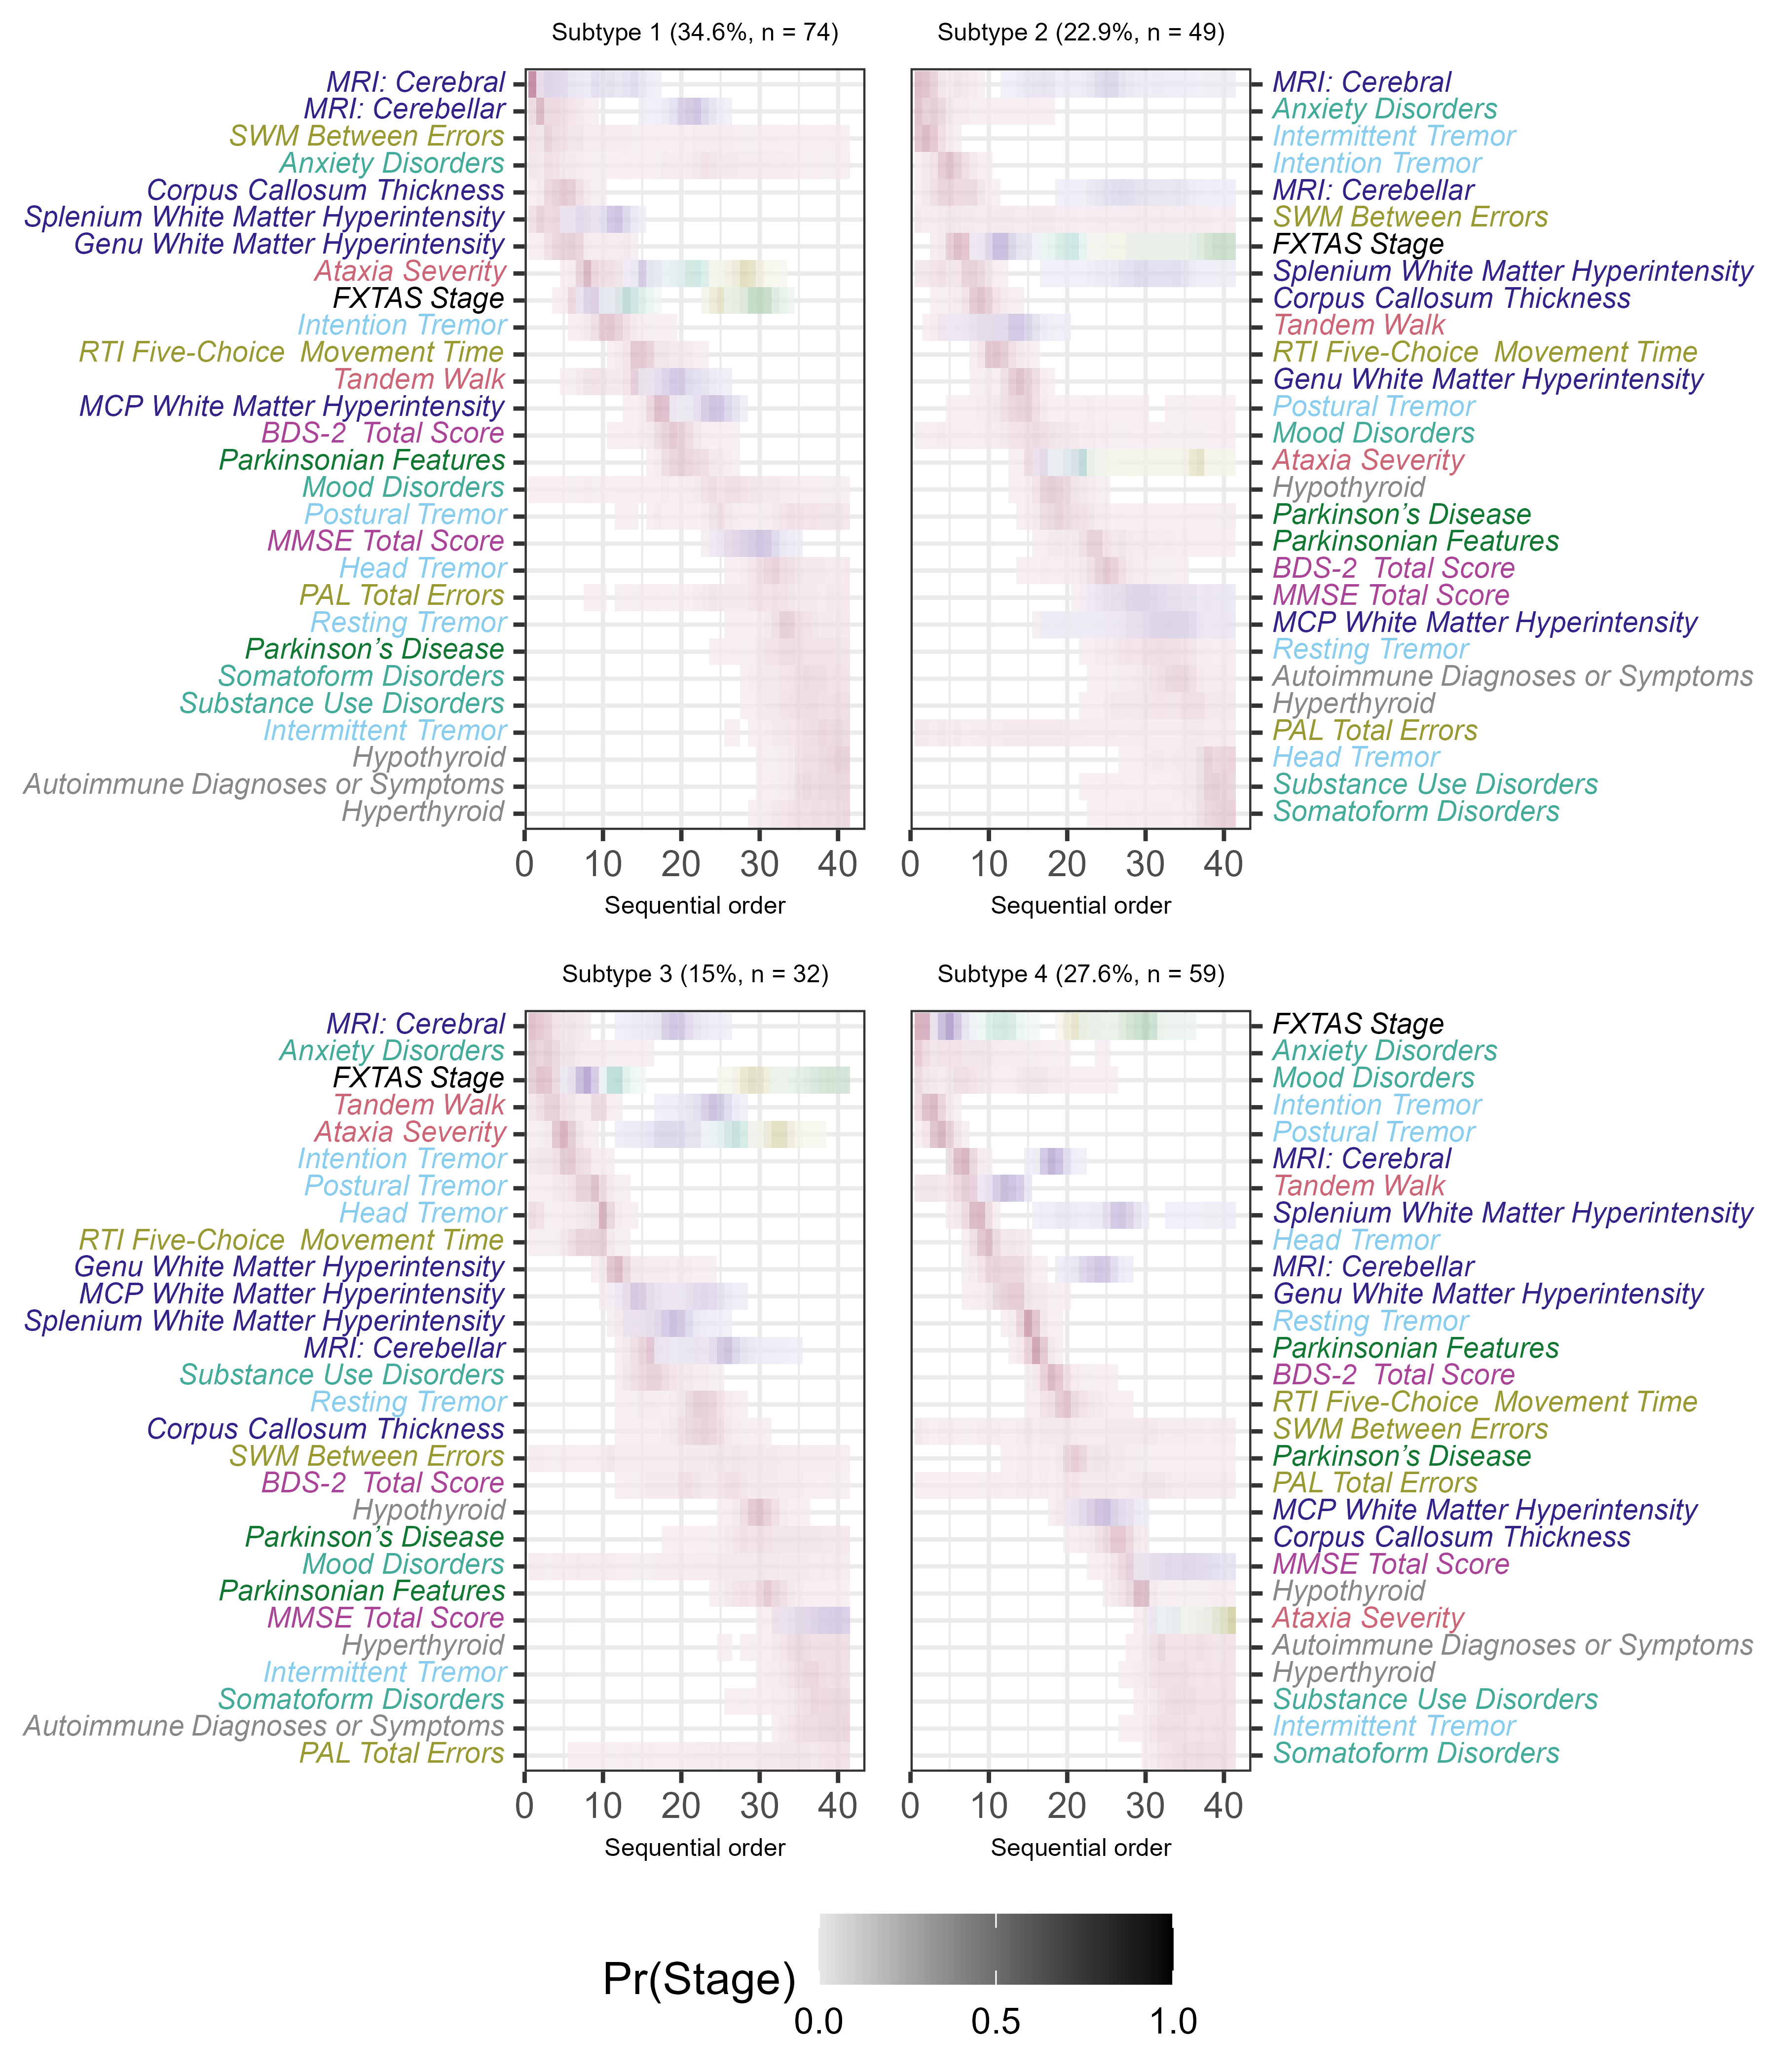 Subtype 1 (34.6%, n = 74)
MRI: Cerebral
MRI: Cerebellar
SWM Between Errors
Anxiety Disorders
Corpus Callosum Thickness
Splenium White Matter Hyperintensity
Genu White Matter Hyperintensity
Ataxia Severity
FXTAS Stage
Intention Tremor
RTI Five-Choice  Movement Time
Tandem Walk
MCP White Matter Hyperintensity
BDS-2  Total Score
Parkinsonian Features
Mood Disorders
Postural Tremor
MMSE Total Score
Head Tremor
PAL Total Errors
Resting Tremor
Parkinson’s Disease
Somatoform Disorders
Substance Use Disorders
Intermittent Tremor
Hypothyroid
Autoimmune Diagnoses or Symptoms
Hyperthyroid
0 10 20 30 40
Sequential order
Subtype 2 (22.9%, n = 49)
MRI: Cerebral
Anxiety Disorders
Intermittent Tremor
Intention Tremor
MRI: Cerebellar
SWM Between Errors
FXTAS Stage
Splenium White Matter Hyperintensity
Corpus Callosum Thickness
Tandem Walk
RTI Five-Choice  Movement Time
Genu White Matter Hyperintensity
Postural Tremor
Mood Disorders
Ataxia Severity
Hypothyroid
Parkinson’s Disease
Parkinsonian Features
BDS-2  Total Score
MMSE Total Score
MCP White Matter Hyperintensity
Resting Tremor
Autoimmune Diagnoses or Symptoms
Hyperthyroid
PAL Total Errors
Head Tremor
Substance Use Disorders
Somatoform Disorders
0 10 20 30 40
Sequential order
Subtype 3 (15%, n = 32)
MRI: Cerebral
Anxiety Disorders
FXTAS Stage
Tandem Walk
Ataxia Severity
Intention Tremor
Postural Tremor
Head Tremor
RTI Five-Choice  Movement Time
Genu White Matter Hyperintensity
MCP White Matter Hyperintensity
Splenium White Matter Hyperintensity
MRI: Cerebellar
Substance Use Disorders
Resting Tremor
Corpus Callosum Thickness
SWM Between Errors
BDS-2  Total Score
Hypothyroid
Parkinson’s Disease
Mood Disorders
Parkinsonian Features
MMSE Total Score
Hyperthyroid
Intermittent Tremor
Somatoform Disorders
Autoimmune Diagnoses or Symptoms
PAL Total Errors
0 10 20 30 40
Sequential order
Subtype 4 (27.6%, n = 59)
FXTAS Stage
Anxiety Disorders
Mood Disorders
Intention Tremor
Postural Tremor
MRI: Cerebral
Tandem Walk
Splenium White Matter Hyperintensity
Head Tremor
MRI: Cerebellar
Genu White Matter Hyperintensity
Resting Tremor
Parkinsonian Features
BDS-2  Total Score
RTI Five-Choice  Movement Time
SWM Between Errors
Parkinson’s Disease
PAL Total Errors
MCP White Matter Hyperintensity
Corpus Callosum Thickness
MMSE Total Score
Hypothyroid
Ataxia Severity
Autoimmune Diagnoses or Symptoms
Hyperthyroid
Substance Use Disorders
Intermittent Tremor
Somatoform Disorders
0 10 20 30 40
Sequential order
Pr(Stage)
0.0 0.5 1.0